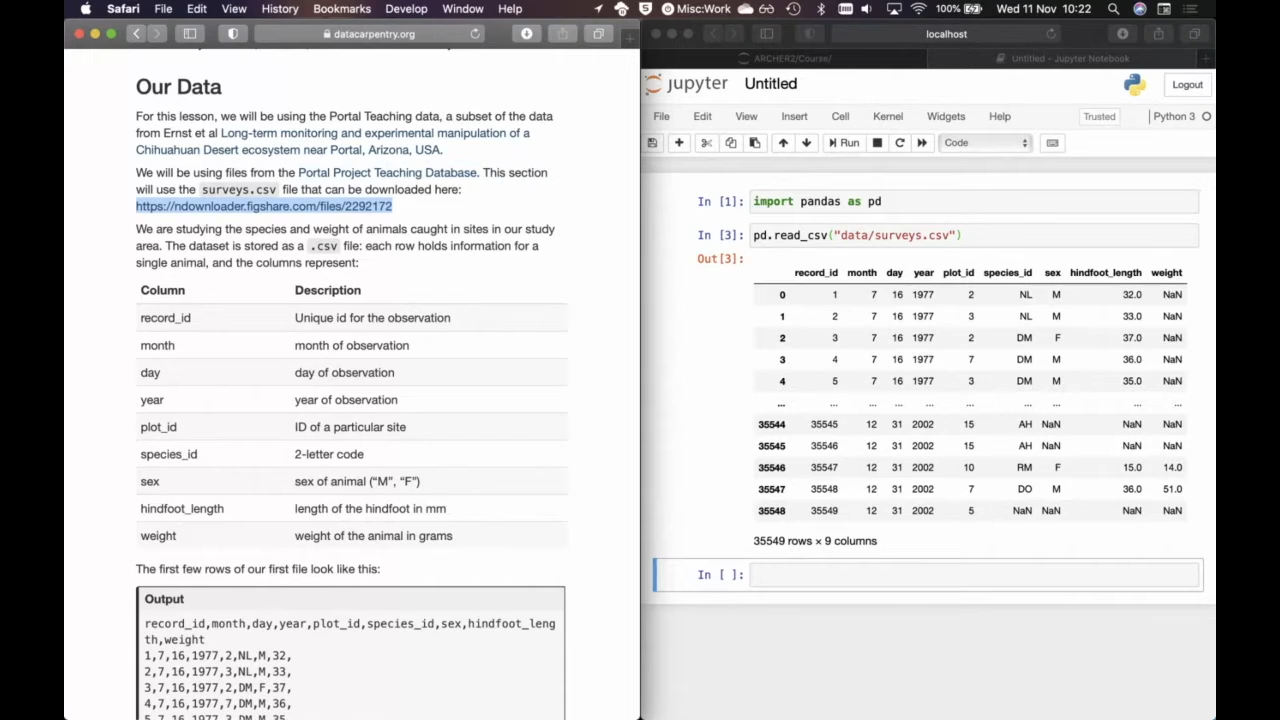 Safari File Edit View History Bookmarks Develop Window Help Misc:Work 100% Wed 11 Nov 10:22
datacarpentry.org
Our Data
For this lesson, we will be using the Portal Teaching data, a subset of the data
from Ernst et al Long-term monitoring and experimental manipulation of a
Chihuahuan Desert ecosystem near Portal, Arizona, USA.
We will be using files from the Portal Project Teaching Database. This section
will use the surveys.csv file that can be downloaded here:
https://ndownloader.figshare.com/files/2292172
We are studying the species and weight of animals caught in sites in our study
area. The dataset is stored as a .csv file: each row holds information for a
single animal, and the columns represent:
Column Description
record_id Unique id for the observation
month month of observation
day day of observation
year year of observation
plot_id ID of a particular site
species_id 2-letter code
sex sex of animal (“M”, “F”)
hindfoot_length length of the hindfoot in mm
weight weight of the animal in grams
The first few rows of our first file look like this:
Output
record_id,month,day,year,plot_id,species_id,sex,hindfoot_leng
th,weight
1,7,16,1977,2,NL,M,32,
2,7,16,1977,3,NL,M,33,
3,7,16,1977,2,DM,F,37,
4,7,16,1977,7,DM,M,36,
5,7,16,1977,3,DM,M,35,
localhost
ARCHER2/Course/ Untitled - Jupyter Notebook
jupyter Untitled Logout
File Edit View Insert Cell Kernel Widgets Help Trusted Python 3
Run Code
In [1]: import pandas as pd
In [3]: pd.read_csv("data/surveys.csv")
Out[3]:
record_id month day year plot_id species_id sex hindfoot_length weight
0 1 7 16 1977 2 NL M 32.0 NaN
1 2 7 16 1977 3 NL M 33.0 NaN
2 3 7 16 1977 2 DM F 37.0 NaN
3 4 7 16 1977 7 DM M 36.0 NaN
4 5 7 16 1977 3 DM M 35.0 NaN
... ... ... ... ... ... ... ... ... ...
35544 35545 12 31 2002 15 AH NaN NaN NaN
35545 35546 12 31 2002 15 AH NaN NaN NaN
35546 35547 12 31 2002 10 RM F 15.0 14.0
35547 35548 12 31 2002 7 DO M 36.0 51.0
35548 35549 12 31 2002 5 NaN NaN NaN NaN
35549 rows × 9 columns
In [ ]: